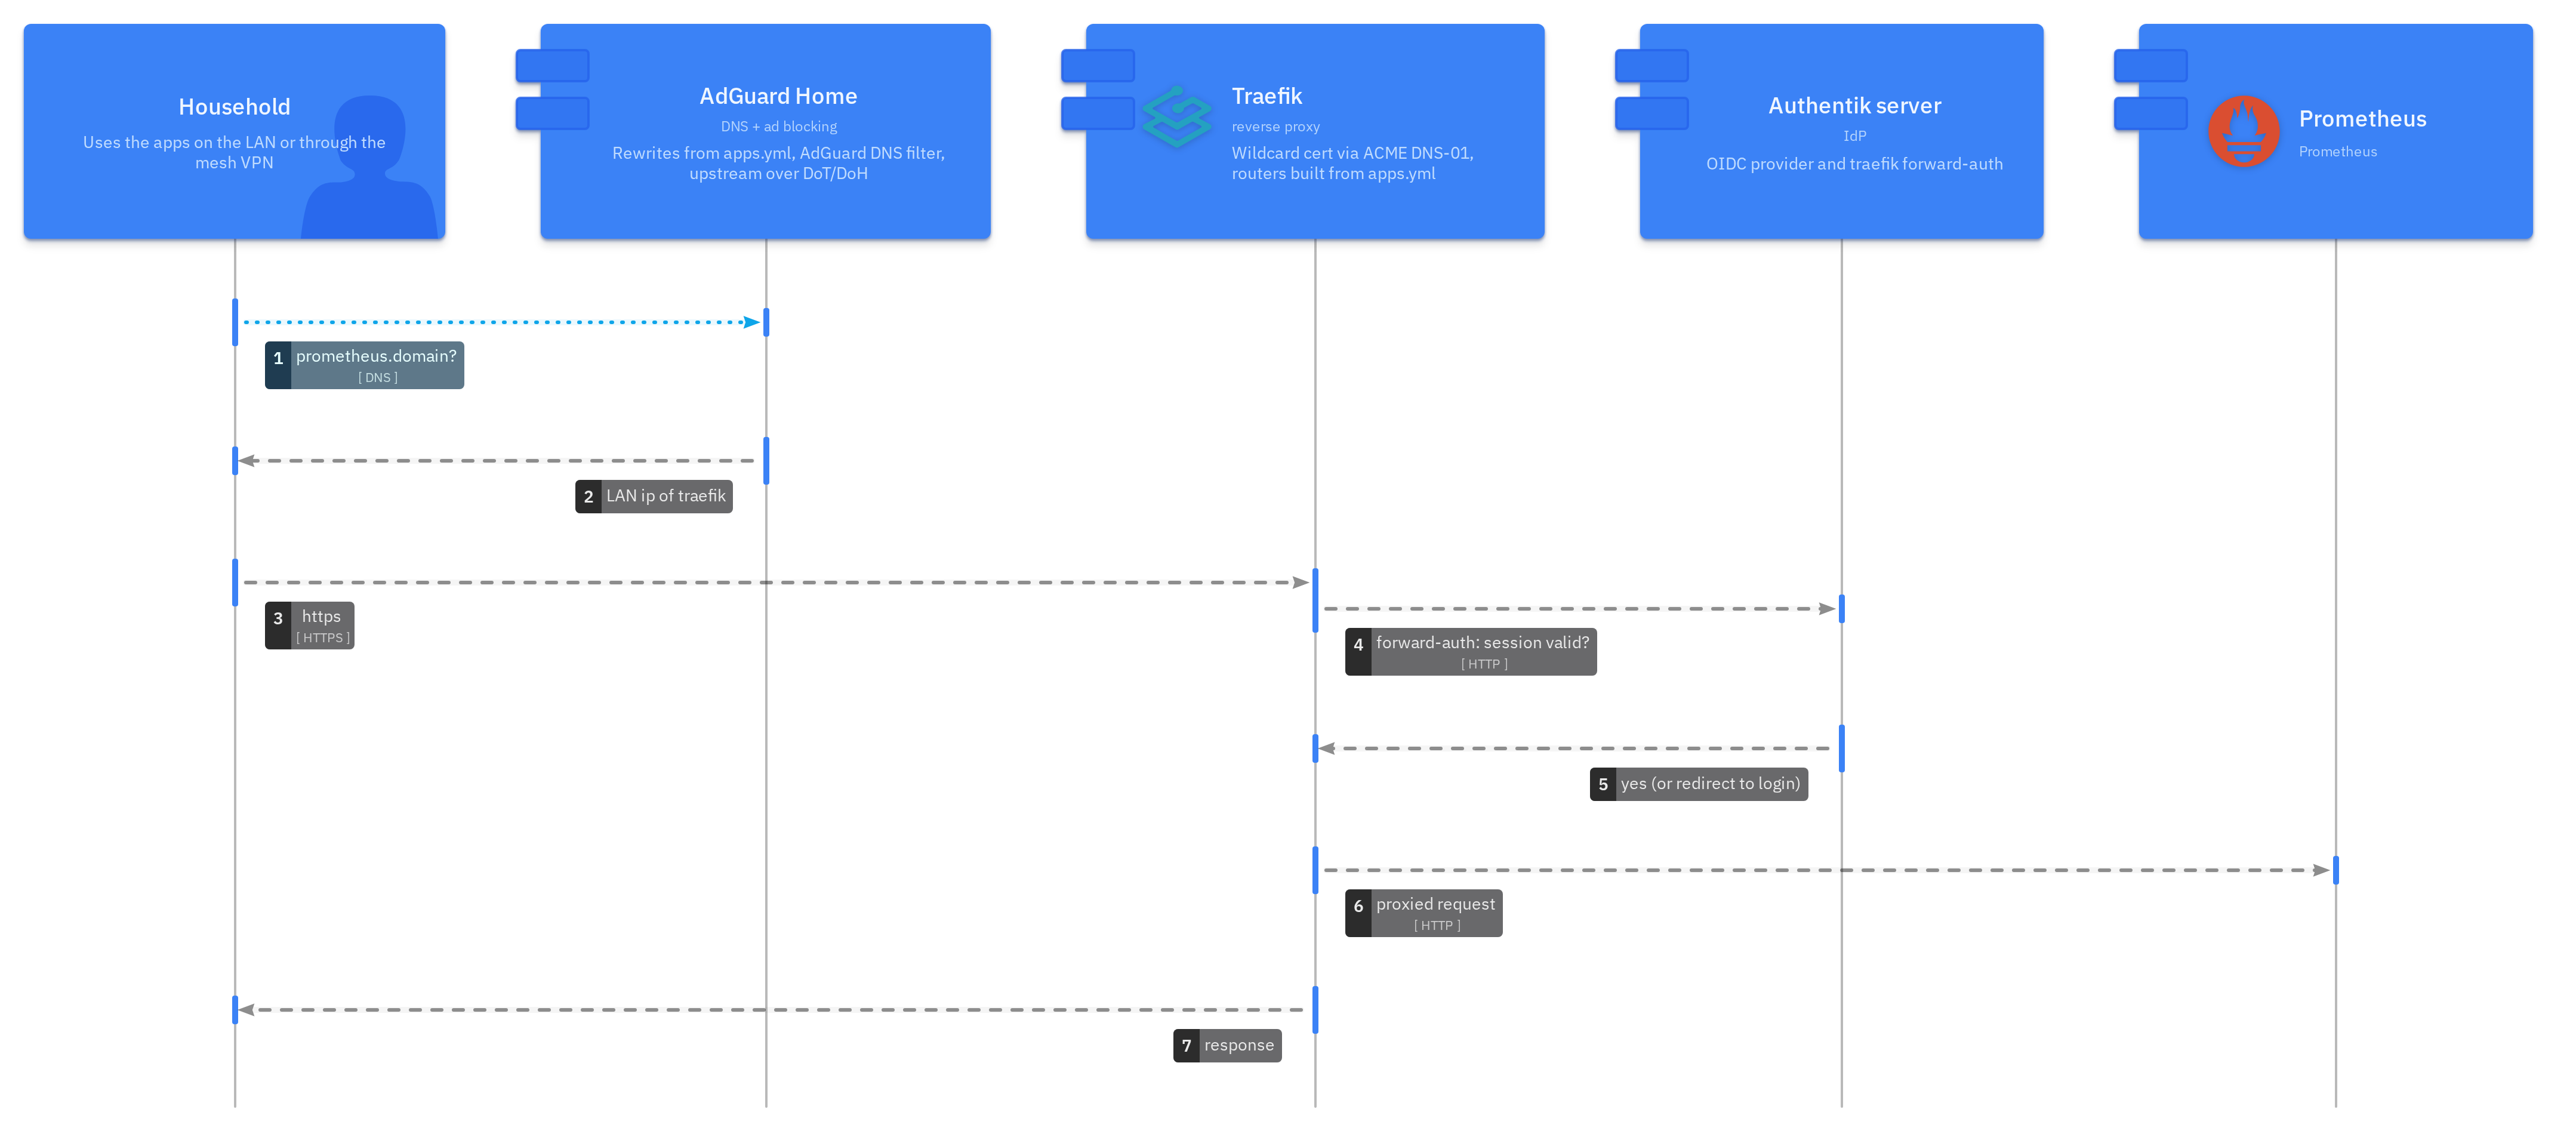 Household
Uses the apps on the LAN or through the
mesh VPN
AdGuard Home
DNS + ad blocking
Rewrites from apps.yml, AdGuard DNS filter,
upstream over DoT/DoH
Traefik
reverse proxy
Wildcard cert via ACME DNS-01,
routers built from apps.yml
Authentik server
IdP
OIDC provider and traefik forward-auth
Prometheus
Prometheus
1 prometheus.domain?
[ DNS ]
2 LAN ip of traefik
3 https
[ HTTPS ]
4 forward-auth: session valid?
[ HTTP ]
5 yes (or redirect to login)
6 proxied request
[ HTTP ]
7 response